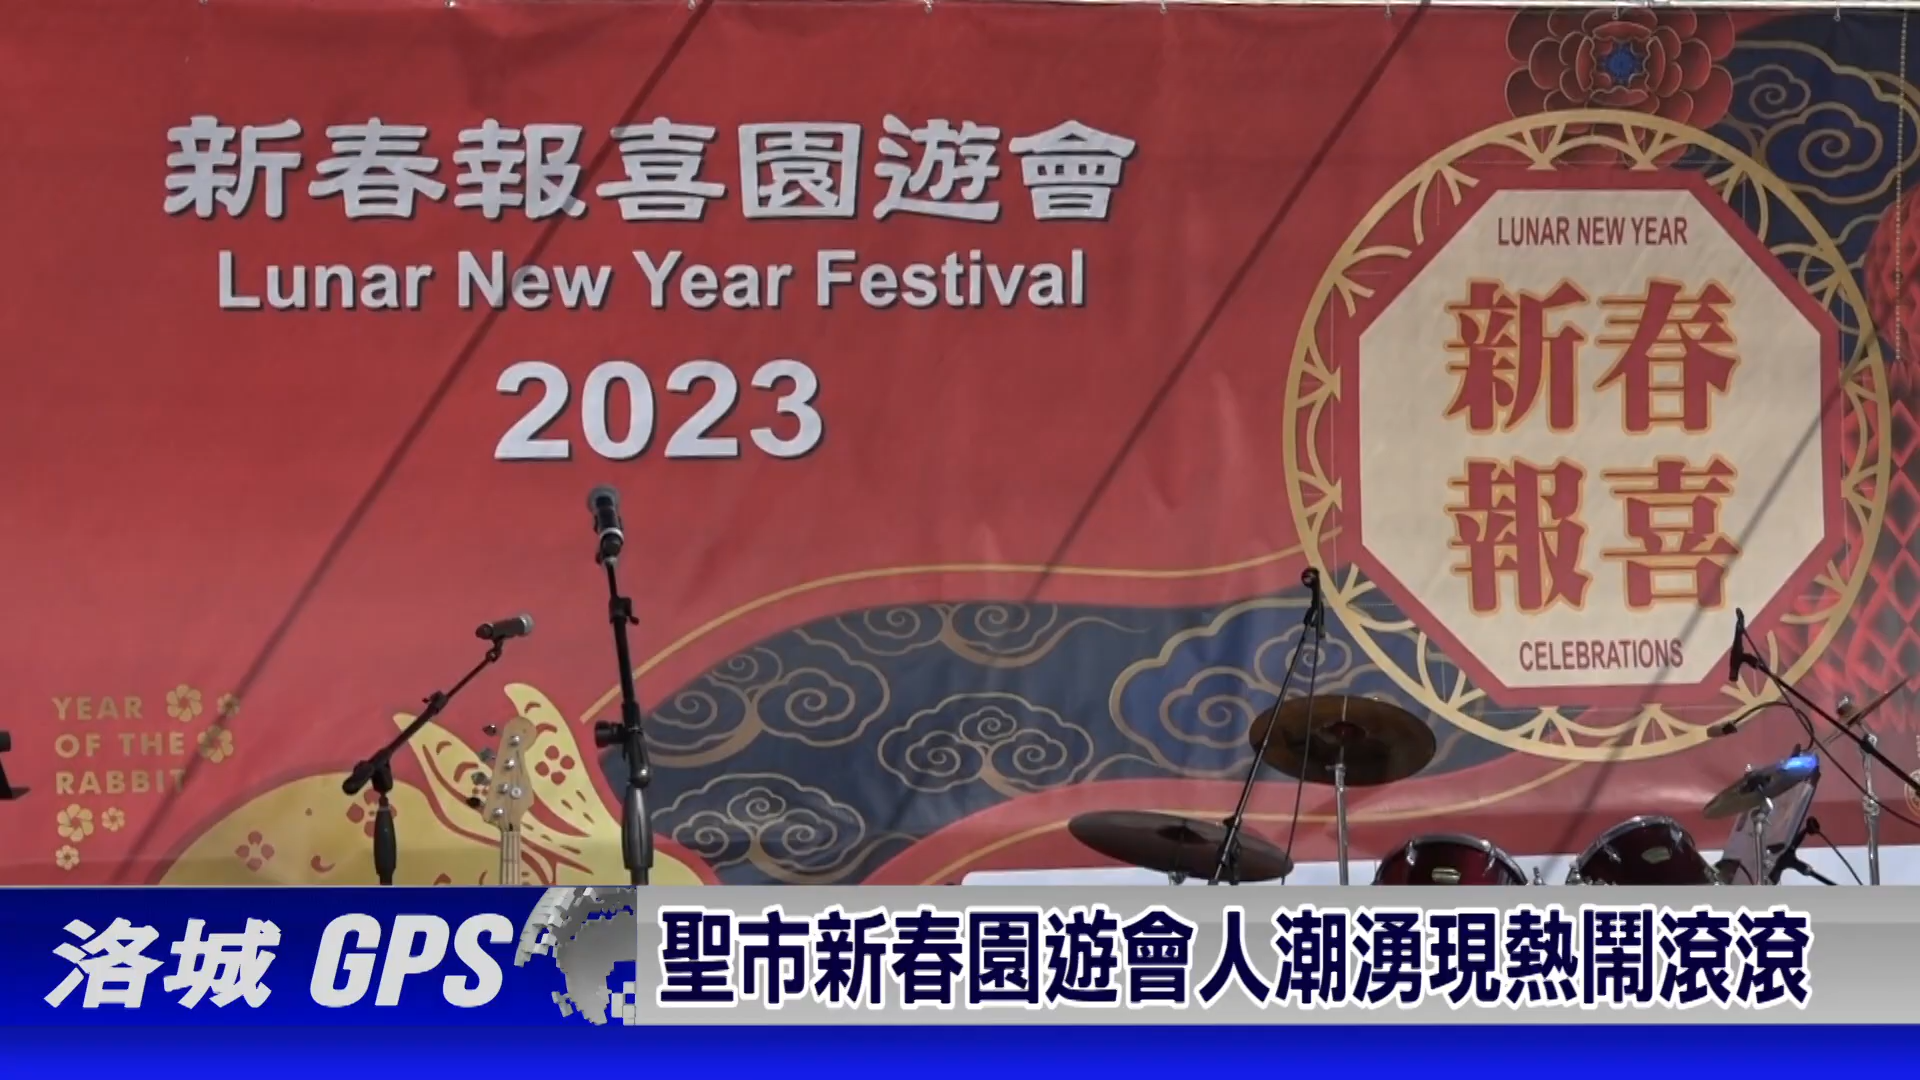 新春報喜園遊會
Lunar New Year Festival
2023
LUNAR NEW YEAR
新春
報喜
CELEBRATIONS
YEAR
OF THE
RABBIT
洛城 GPS
聖市新春園遊會人潮湧現熱鬧滾滾